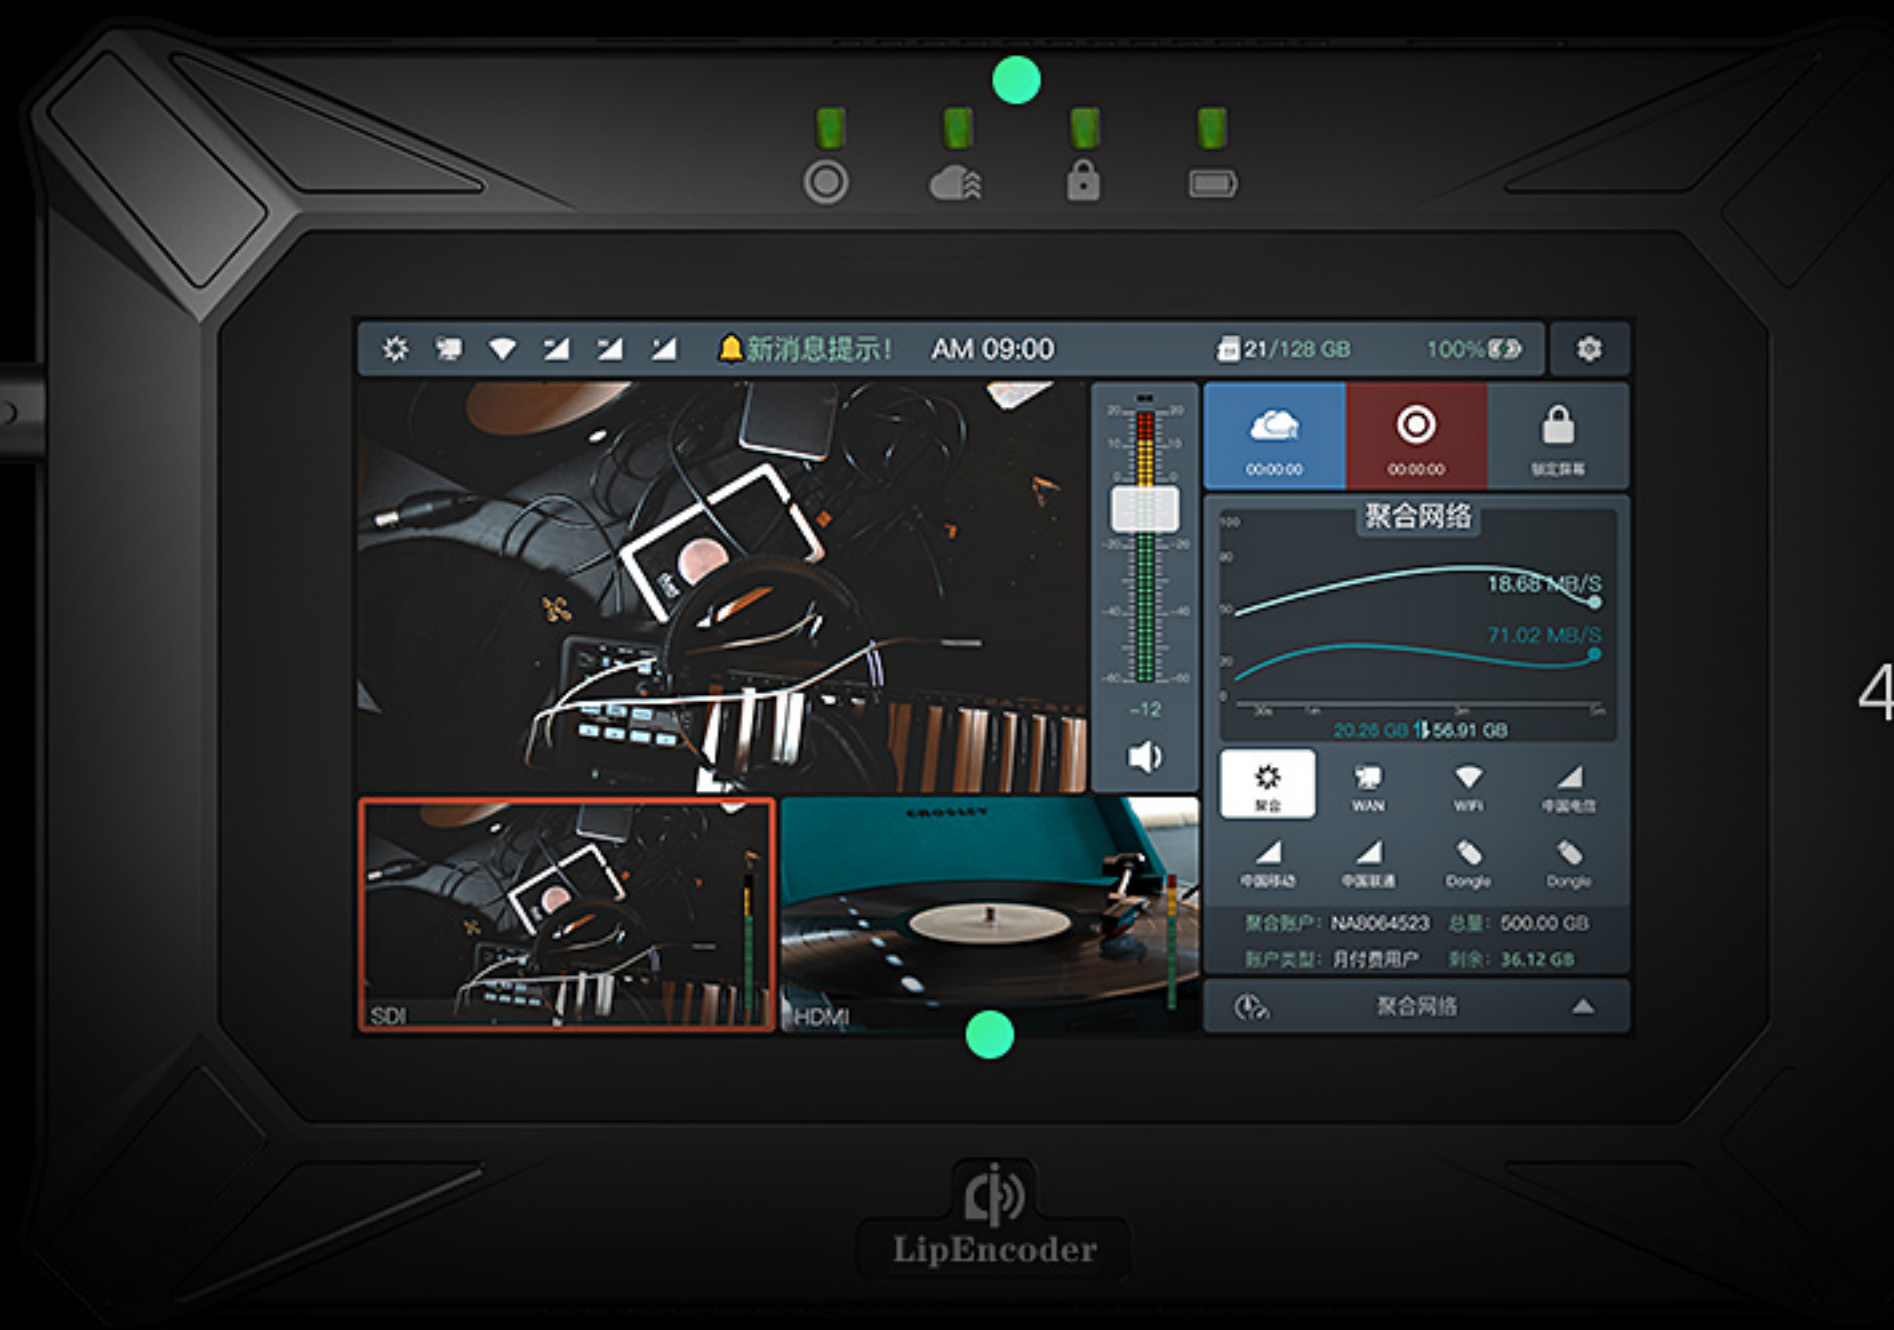 新消息提示！ AM 09:00 21/128 GB 100%
00:00:00 00:00:00 锁定屏幕
聚合网络
18.68 MB/S
71.02 MB/S
20.26 GB 56.91 GB
-12
聚合 WAN WiFi 中国电信
中国移动 中国联通 Dongle Dongle
聚合账户：NA8064523 总量：500.00 GB
账户类型：月付费用户 剩余：36.12 GB
聚合网络
CROSLEY
SDI
HDMI
4
LipEncoder